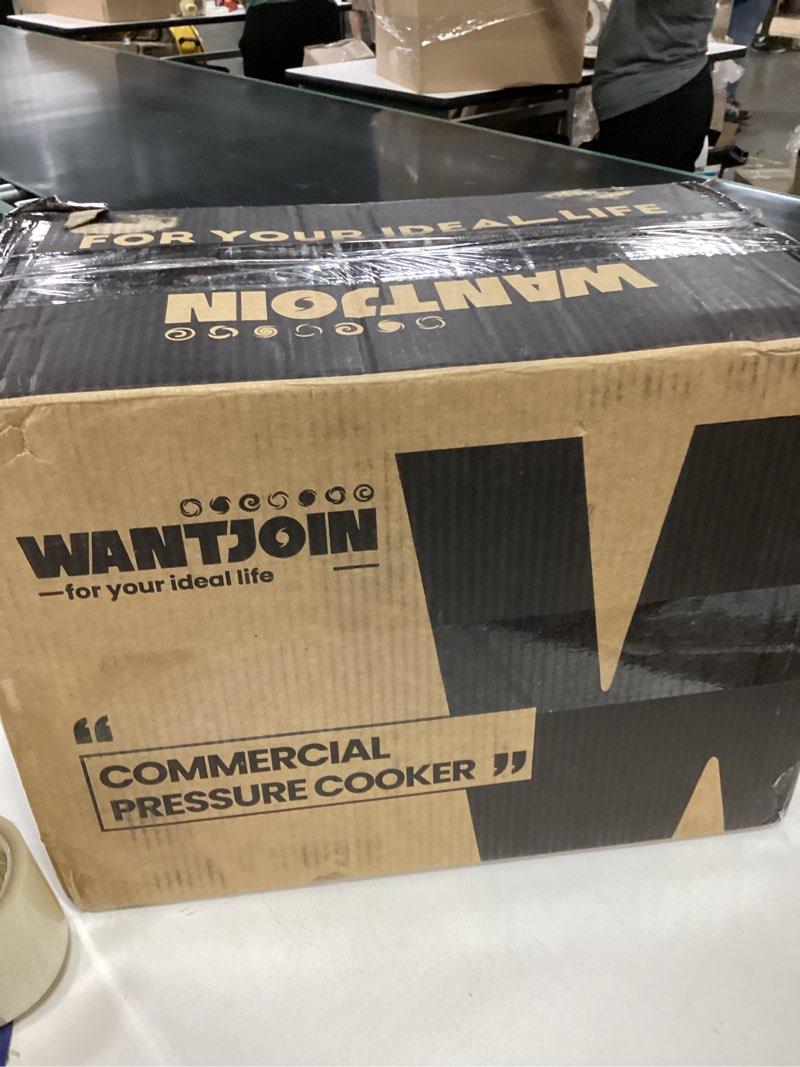 FOR YOUR IDEAL LIFE
WANTJOIN
WANTJOIN
—for your ideal life
“
COMMERCIAL
PRESSURE COOKER ”
W